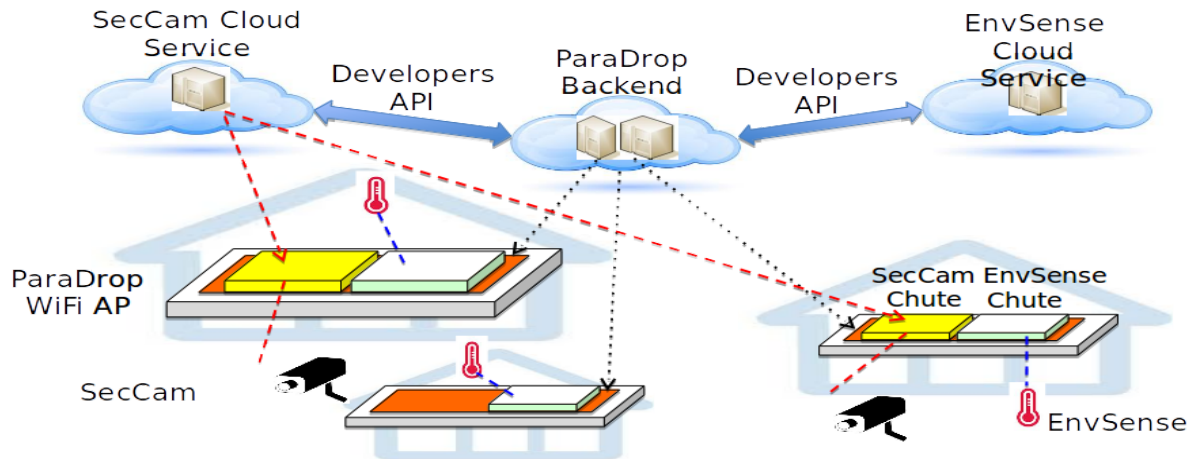 SecCam Cloud
Service
Developers
API
ParaDrop
Backend
Developers
API
EnvSense
Cloud
Service
ParaDrop
WiFi AP
SecCam EnvSense
Chute Chute
SecCam
EnvSense